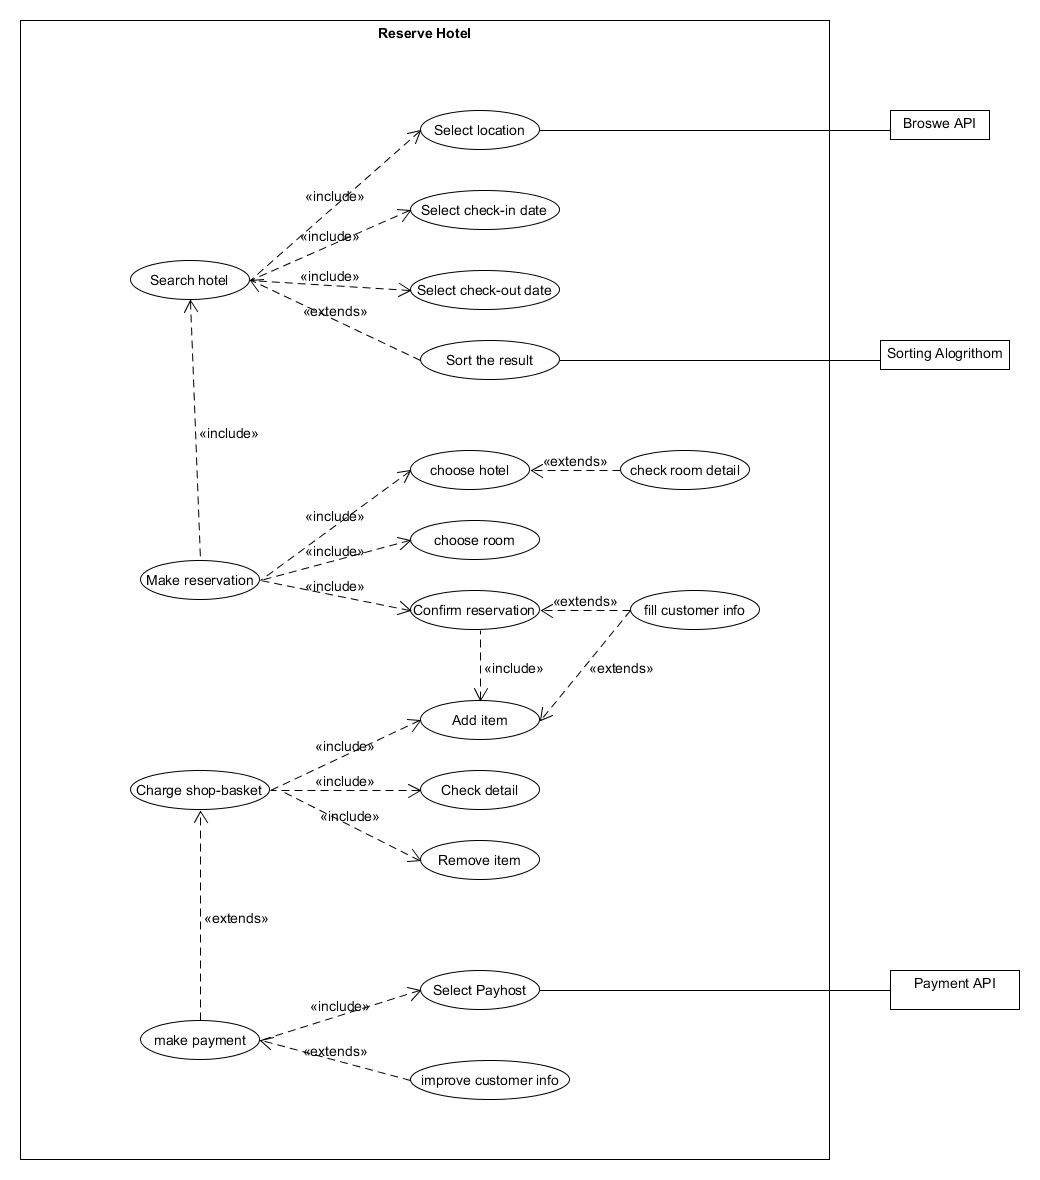 Reserve Hotel
Select location
Broswe API
«include»
Select check-in date
«include»
Search hotel
«include»
Select check-out date
«extends»
Sort the result
Sorting Alogrithom
«include»
choose hotel
«extends»
check room detail
«include»
choose room
«include»
Make reservation
«include»
Confirm reservation
«extends»
fill customer info
«include»
«extends»
Add item
«include»
Charge shop-basket
«include»
Check detail
«include»
Remove item
«extends»
Select Payhost
Payment API
«include»
make payment
«extends»
improve customer info